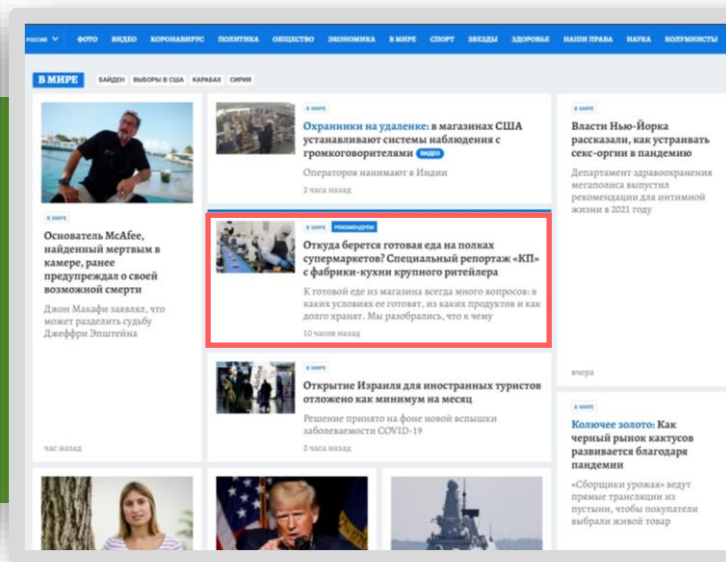 РОССИЯ
ФОТО ВИДЕО КОРОНАВИРУС ПОЛИТИКА ОБЩЕСТВО ЭКОНОМИКА В МИРЕ СПОРТ ЗВЕЗДЫ ЗДОРОВЬЕ НАШИ ПРАВА НАУКА КОЛУМНИСТЫ
В МИРЕ БАЙДЕН ВЫБОРЫ В США КАРАБАХ СИРИЯ
В МИРЕ
Основатель McAfee,
найденный мертвым в
камере, ранее
предупреждал о своей
возможной смерти
Джон Макафи заявлял, что
может разделить судьбу
Джеффри Эпштейна
час назад
В МИРЕ
Охранники на удаленке: в магазинах США
устанавливают системы наблюдения с
громкоговорителями ВИДЕО
Операторов нанимают в Индии
2 часа назад
В МИРЕ РЕКОМЕНДУЕМ
Откуда берется готовая еда на полках
супермаркетов? Специальный репортаж «КП»
с фабрики-кухни крупного ритейлера
К готовой еде из магазина всегда много вопросов: в
каких условиях ее готовят, из каких продуктов и как
долго хранят. Мы разобрались, что к чему
10 часов назад
В МИРЕ
Открытие Израиля для иностранных туристов
отложено как минимум на месяц
Решение принято на фоне новой вспышки
заболеваемости COVID-19
2 часа назад
В МИРЕ
Власти Нью-Йорка
рассказали, как устраивать
секс-оргии в пандемию
Департамент здравоохранения
мегаполиса выпустил
рекомендации для интимной
жизни в 2021 году
вчера
В МИРЕ
Колючее золото: Как
черный рынок кактусов
развивается благодаря
пандемии
«Сборщики урожая» ведут
прямые трансляции из
пустыни, чтобы покупатели
выбрали живой товар